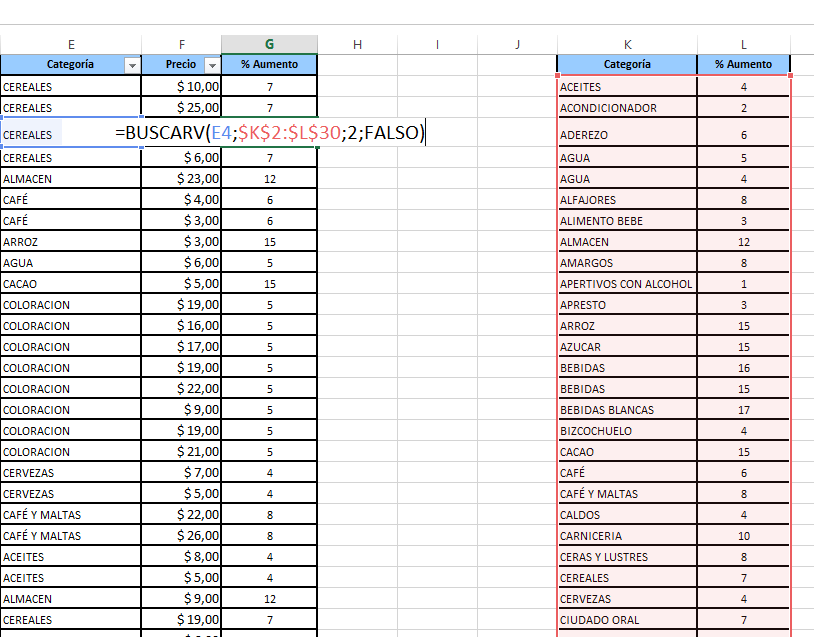 E F G H I J K L
Categoría Precio % Aumento Categoría % Aumento
CEREALES $ 10,00 7 ACEITES 4
CEREALES $ 25,00 7 ACONDICIONADOR 2
CEREALES =BUSCARV(E4;$K$2:$L$30;2;FALSO) ADEREZO 6
CEREALES $ 6,00 7 AGUA 5
ALMACEN $ 23,00 12 AGUA 4
CAFÉ $ 4,00 6 ALFAJORES 8
CAFÉ $ 3,00 6 ALIMENTO BEBE 3
ARROZ $ 3,00 15 ALMACEN 12
AGUA $ 6,00 5 AMARGOS 8
CACAO $ 5,00 15 APERTIVOS CON ALCOHOL 1
COLORACION $ 19,00 5 APRESTO 3
COLORACION $ 16,00 5 ARROZ 15
COLORACION $ 17,00 5 AZUCAR 15
COLORACION $ 19,00 5 BEBIDAS 16
COLORACION $ 22,00 5 BEBIDAS 15
COLORACION $ 9,00 5 BEBIDAS BLANCAS 17
COLORACION $ 19,00 5 BIZCOCHUELO 4
COLORACION $ 21,00 5 CACAO 15
CERVEZAS $ 7,00 4 CAFÉ 6
CERVEZAS $ 5,00 4 CAFÉ Y MALTAS 8
CAFÉ Y MALTAS $ 22,00 8 CALDOS 4
CAFÉ Y MALTAS $ 26,00 8 CARNICERIA 10
ACEITES $ 8,00 4 CERAS Y LUSTRES 8
ACEITES $ 5,00 4 CEREALES 7
ALMACEN $ 9,00 12 CERVEZAS 4
CEREALES $ 19,00 7 CIUDADO ORAL 7